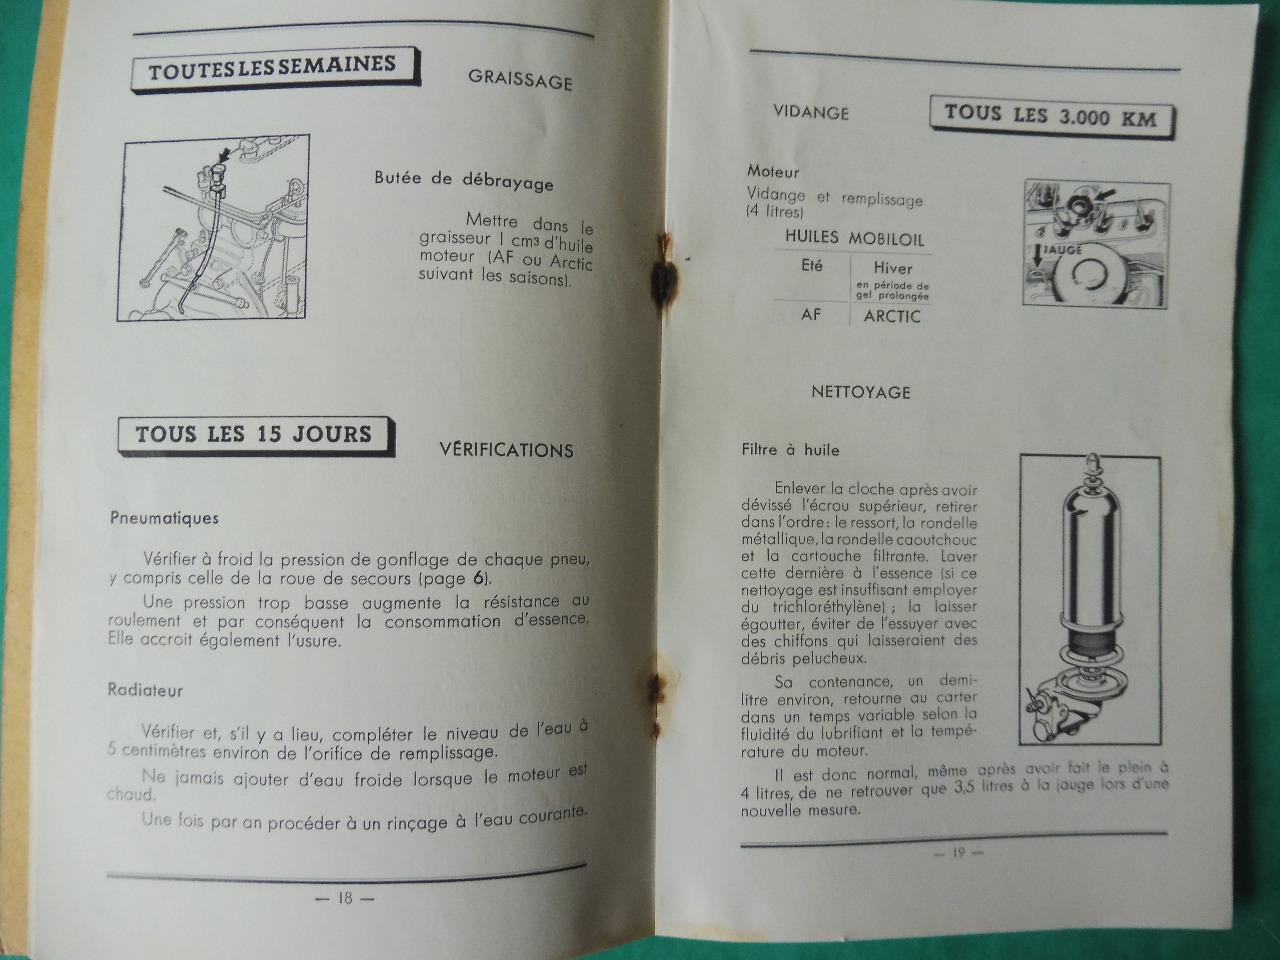 TOUTES LES SEMAINES
GRAISSAGE
Butée de débrayage
Mettre dans le
graisseur 1 cm³ d'huile
moteur (AF ou Arctic
suivant les saisons).
TOUS LES 15 JOURS
VÉRIFICATIONS
Pneumatiques
Vérifier à froid la pression de gonflage de chaque pneu,
y compris celle de la roue de secours (page 6).
Une pression trop basse augmente la résistance au
roulement et par conséquent la consommation d'essence.
Elle accroit également l'usure.
Radiateur
Vérifier et, s'il y a lieu, compléter le niveau de l'eau à
5 centimètres environ de l'orifice de remplissage.
Ne jamais ajouter d'eau froide lorsque le moteur est
chaud.
Une fois par an procéder à un rinçage à l'eau courante.
— 18 —
VIDANGE
TOUS LES 3.000 KM
Moteur
Vidange et remplissage
(4 litres)
HUILES MOBILOIL
Eté Hiver
en période de
gel prolongée
AF ARCTIC
JAUGE
NETTOYAGE
Filtre à huile
Enlever la cloche après avoir
dévissé l'écrou supérieur, retirer
dans l'ordre : le ressort, la rondelle
métallique, la rondelle caoutchouc
et la cartouche filtrante. Laver
cette dernière à l'essence (si ce
nettoyage est insuffisant employer
du trichloréthylène) ; la laisser
égoutter, éviter de l'essuyer avec
des chiffons qui laisseraient des
débris pelucheux.
Sa contenance, un demi-
litre environ, retourne au carter
dans un temps variable selon la
fluidité du lubrifiant et la tempé-
rature du moteur.
Il est donc normal, même après avoir fait le plein à
4 litres, de ne retrouver que 3,5 litres à la jauge lors d'une
nouvelle mesure.
— 19 —